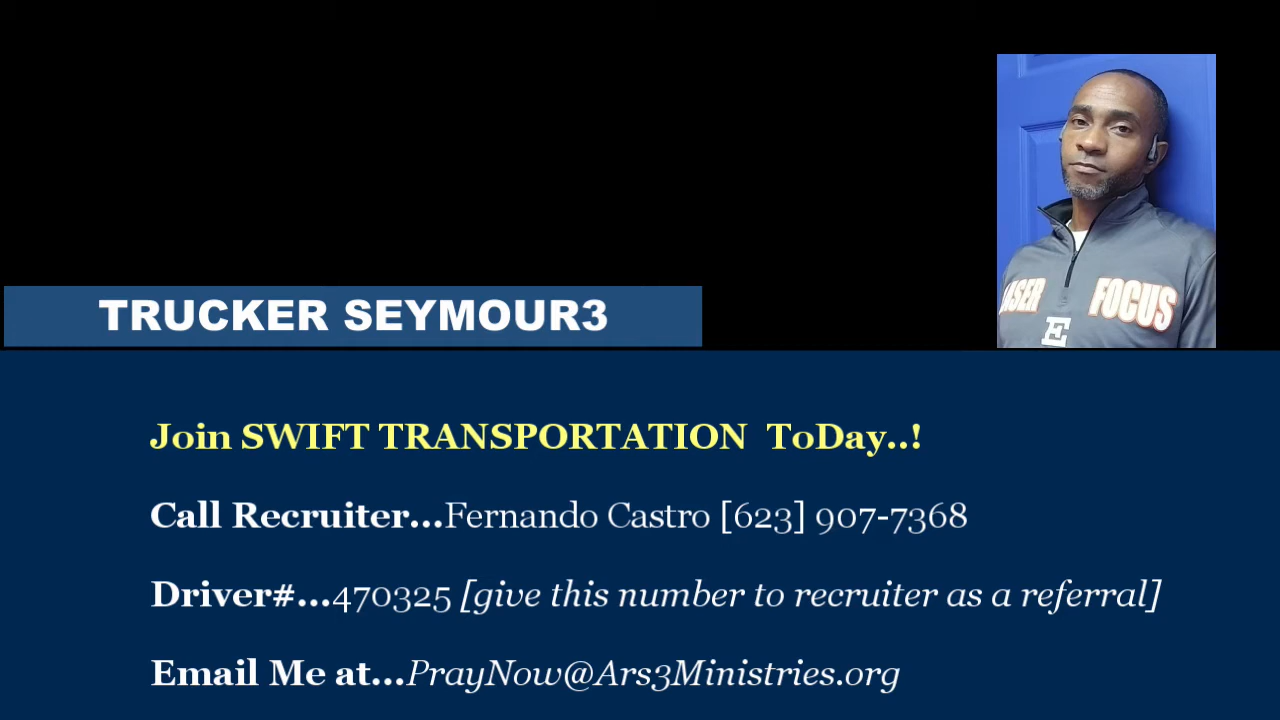 TRUCKER SEYMOUR3
FOCUS
E
Join SWIFT TRANSPORTATION ToDay..!
Call Recruiter...Fernando Castro [623] 907-7368
Driver#...470325 [give this number to recruiter as a referral]
Email Me at...PrayNow@Ars3Ministries.org